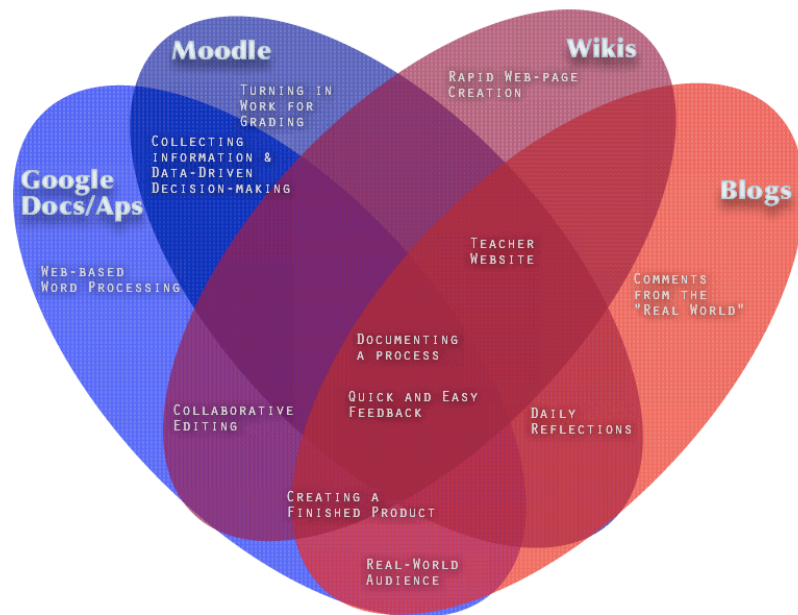 Moodle
Wikis
Turning in
Work for
Grading
Rapid Web-page
Creation
Collecting
information &
Data-Driven
Decision-making
Google
Docs/Aps
Blogs
Web-based
Word Processing
Teacher
Website
Comments
from the
"Real World"
Documenting
a process
Quick and Easy
Feedback
Collaborative
Editing
Daily
Reflections
Creating a
Finished Product
Real-World
Audience